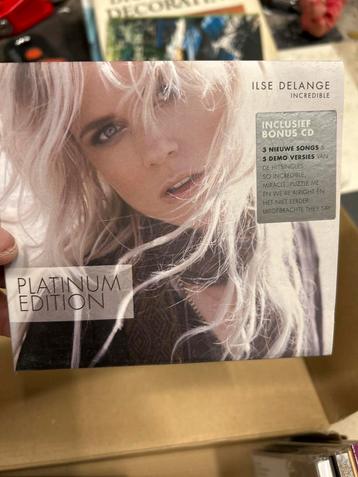 DECORATIE
ILSE DELANGE
INCREDIBLE
INCLUSIEF
BONUS CD
3 NIEUWE SONGS &
5 DEMO VERSIES VAN
DE HITSINGLES
SO INCREDIBLE,
MIRACLE, PUZZLE ME
EN WE'RE ALRIGHT EN
HET NIET EERDER
UITGEBRACHTE THEY SAY
PLATINUM
EDITION